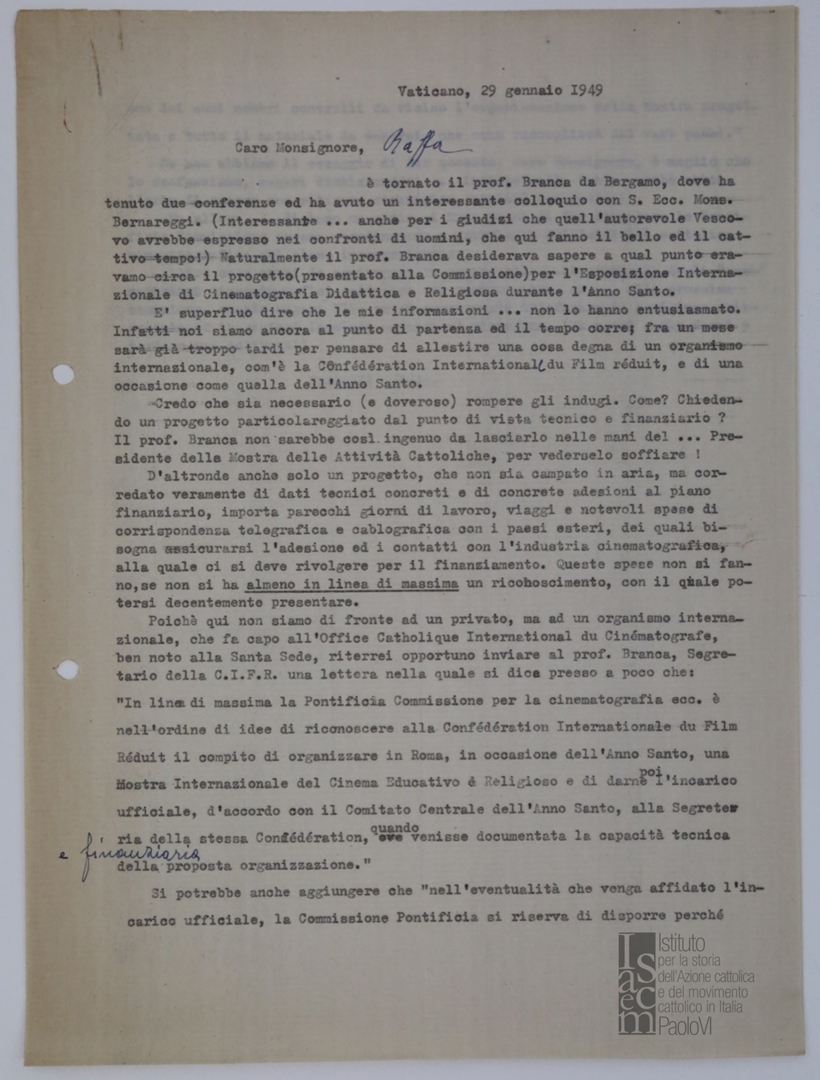 Vaticano, 29 gennaio 1949
Caro Monsignore, Raffa
è tornato il prof. Branca da Bergamo, dove ha
tenuto due conferenze ed ha avuto un interessante colloquio con S. Ecc. Mons.
Bernareggi. (Interessante ... anche per i giudizi che quell'autorevole Vesco-
vo avrebbe espresso nei confronti di uomini, che qui fanno il bello ed il cat-
tivo tempo!) Naturalmente il prof. Branca desiderava sapere a qual punto era-
vamo circa il progetto(presentato alla Commissione)per l'Esposizione Interna-
zionale di Cinematografia Didattica e Religiosa durante l'Anno Santo.
E' superfluo dire che le mie informazioni ... non lo hanno entusiasmato.
Infatti noi siamo ancora al punto di partenza ed il tempo corre; fra un mese
sarà già troppo tardi per pensare di allestire una cosa degna di un organismo
internazionale, com'è la Confédération Internationale du Film réduit, e di una
occasione come quella dell'Anno Santo.
Credo che sia necessario (e doveroso) rompere gli indugi. Come? Chieden-
do un progetto particolareggiato dal punto di vista tecnico e finanziario ?
Il prof. Branca non sarebbe così ingenuo da lasciarlo nelle mani del ... Pre-
sidente della Mostra delle Attività Cattoliche, per vederselo soffiare !
D'altronde anche solo un progetto, che non sia campato in aria, ma cor-
redato veramente di dati tecnici concreti e di concrete adesioni al piano
finanziario, importa parecchi giorni di lavoro, viaggi e notevoli spese di
corrispondenza telegrafica e cablografica con i paesi esteri, dei quali bi-
sogna assicurarsi l'adesione ed i contatti con l'industria cinematografica,
alla quale ci si deve rivolgere per il finanziamento. Queste spese non si fan-
no,se non si ha almeno in linea di massima un ricohoscimento, con il quale po-
tersi decentemente presentare.
Poichè qui non siamo di fronte ad un privato, ma ad un organismo interna-
zionale, che fa capo all'Office Catholique International du Cinématografe,
ben noto alla Santa Sede, riterrei opportuno inviare al prof. Branca, Segre-
tario della C.I.F.R. una lettera nella quale si dica presso a poco che:
"In linea di massima la Pontificia Commissione per la cinematografia ecc. è
nell'ordine di idee di riconoscere alla Confédération Internationale du Film
Réduit il compito di organizzare in Roma, in occasione dell'Anno Santo, una
Mostra Internazionale del Cinema Educativo e Religioso e di darne poi l'incarico
ufficiale, d'accordo con il Comitato Centrale dell'Anno Santo, alla Segrete-
ria della stessa Confédération, quando venisse documentata la capacità tecnica
e finanziaria
della proposta organizzazione."
Si potrebbe anche aggiungere che "nell'eventualità che venga affidato l'in-
carico ufficiale, la Commissione Pontificia si riserva di disporre perché
Isacem
Istituto
per la storia
dell'Azione cattolica
e del movimento
cattolico in Italia
PaoloVI